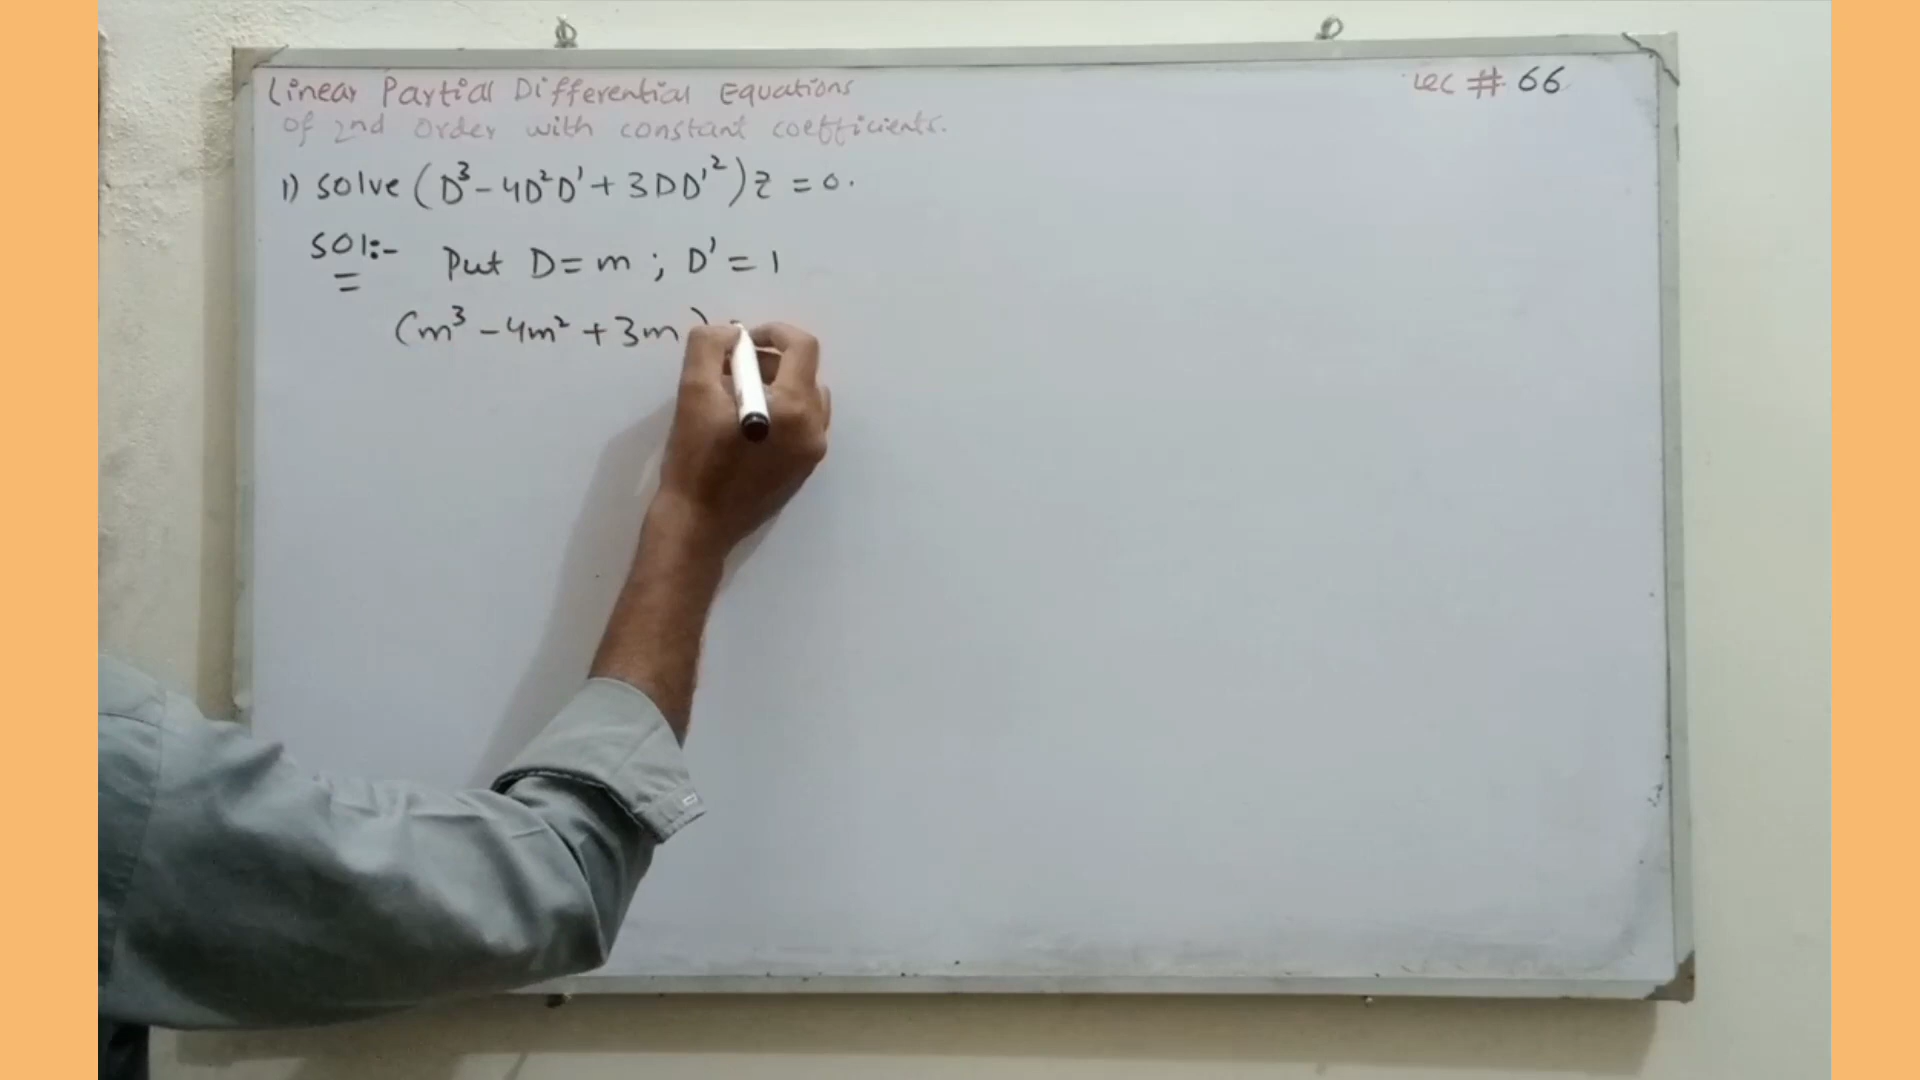 Linear Partial Differential Equations
of 2nd order with constant coefficients.
Lec # 66
1) Solve (D³ - 4D²D' + 3DD'²)z = 0.
Sol:-
Put D = m ; D' = 1
(m³ - 4m² + 3m)